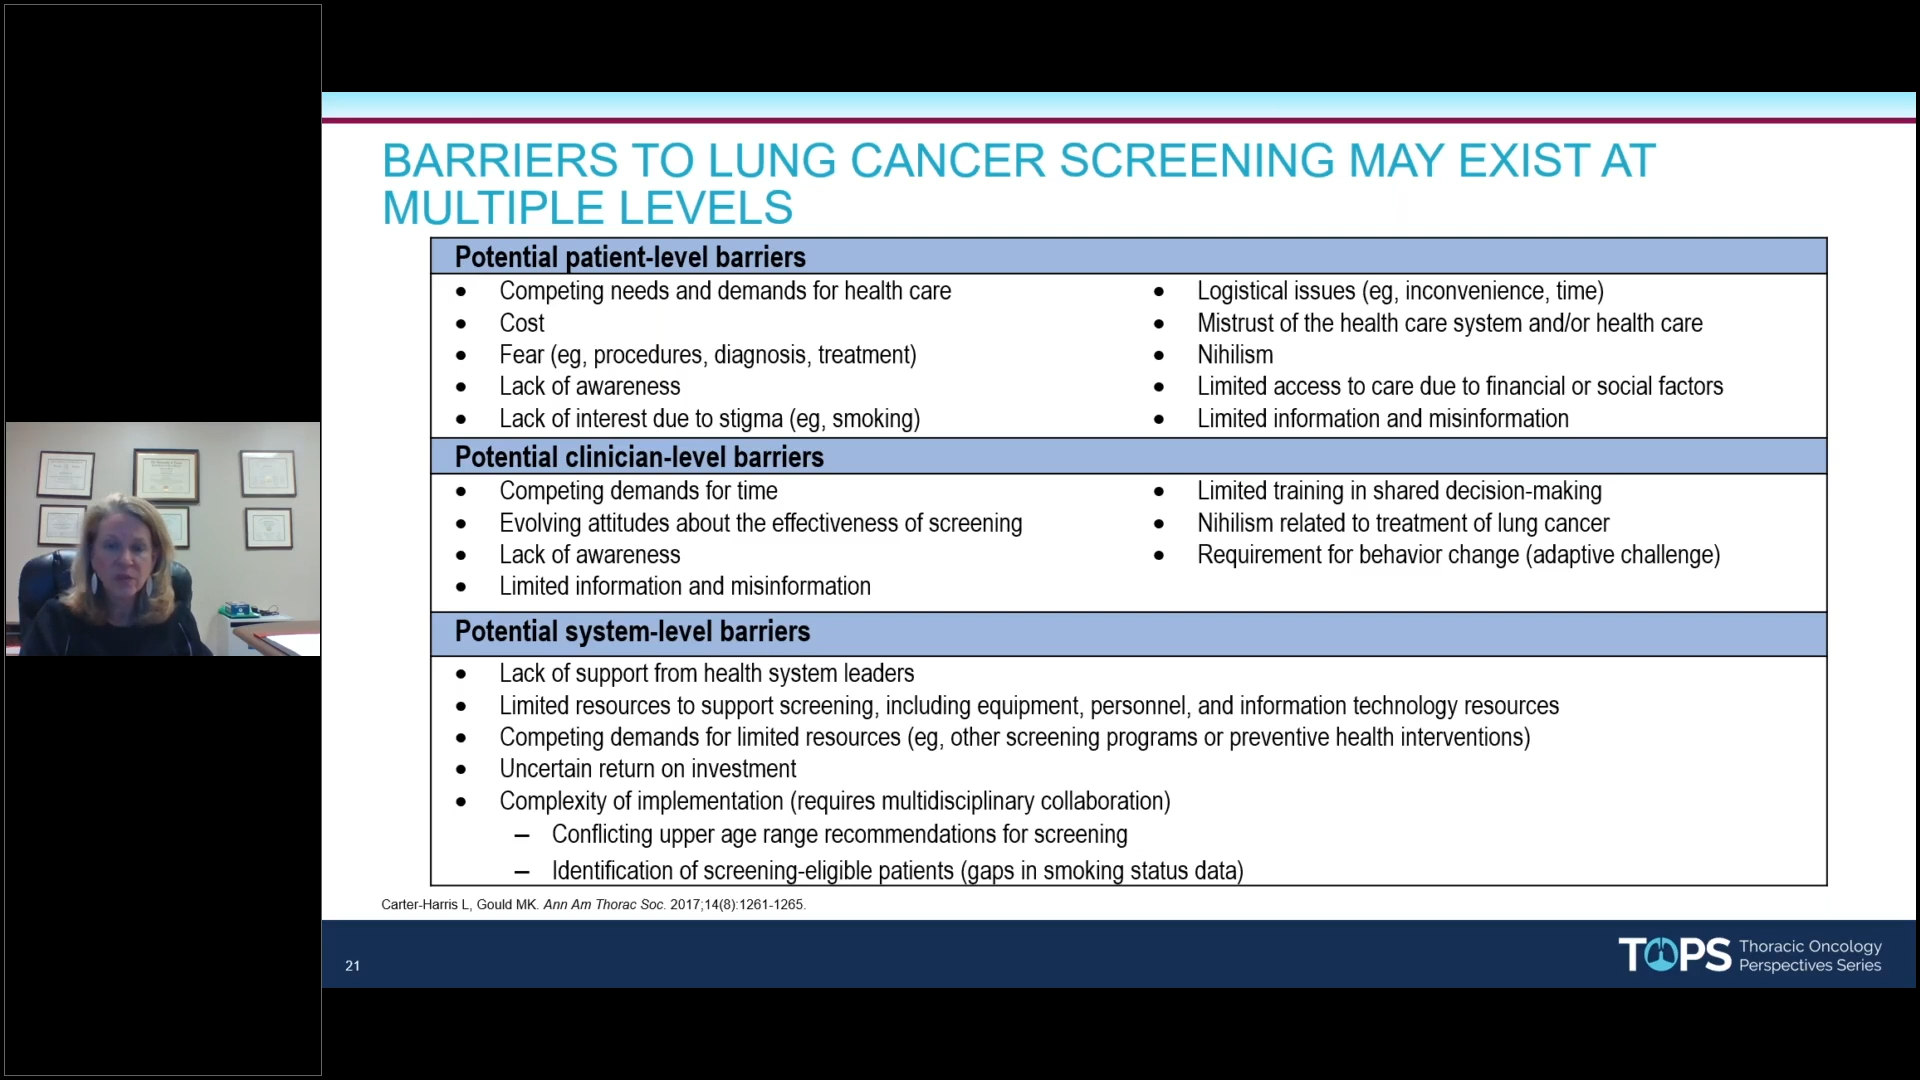 BARRIERS TO LUNG CANCER SCREENING MAY EXIST AT
MULTIPLE LEVELS
Potential patient-level barriers
• Competing needs and demands for health care
• Cost
• Fear (eg, procedures, diagnosis, treatment)
• Lack of awareness
• Lack of interest due to stigma (eg, smoking)
• Logistical issues (eg, inconvenience, time)
• Mistrust of the health care system and/or health care
• Nihilism
• Limited access to care due to financial or social factors
• Limited information and misinformation
Potential clinician-level barriers
• Competing demands for time
• Evolving attitudes about the effectiveness of screening
• Lack of awareness
• Limited information and misinformation
• Limited training in shared decision-making
• Nihilism related to treatment of lung cancer
• Requirement for behavior change (adaptive challenge)
Potential system-level barriers
• Lack of support from health system leaders
• Limited resources to support screening, including equipment, personnel, and information technology resources
• Competing demands for limited resources (eg, other screening programs or preventive health interventions)
• Uncertain return on investment
• Complexity of implementation (requires multidisciplinary collaboration)
– Conflicting upper age range recommendations for screening
– Identification of screening-eligible patients (gaps in smoking status data)
Carter-Harris L, Gould MK. Ann Am Thorac Soc. 2017;14(8):1261-1265.
21
TOPS
Thoracic Oncology
Perspectives Series